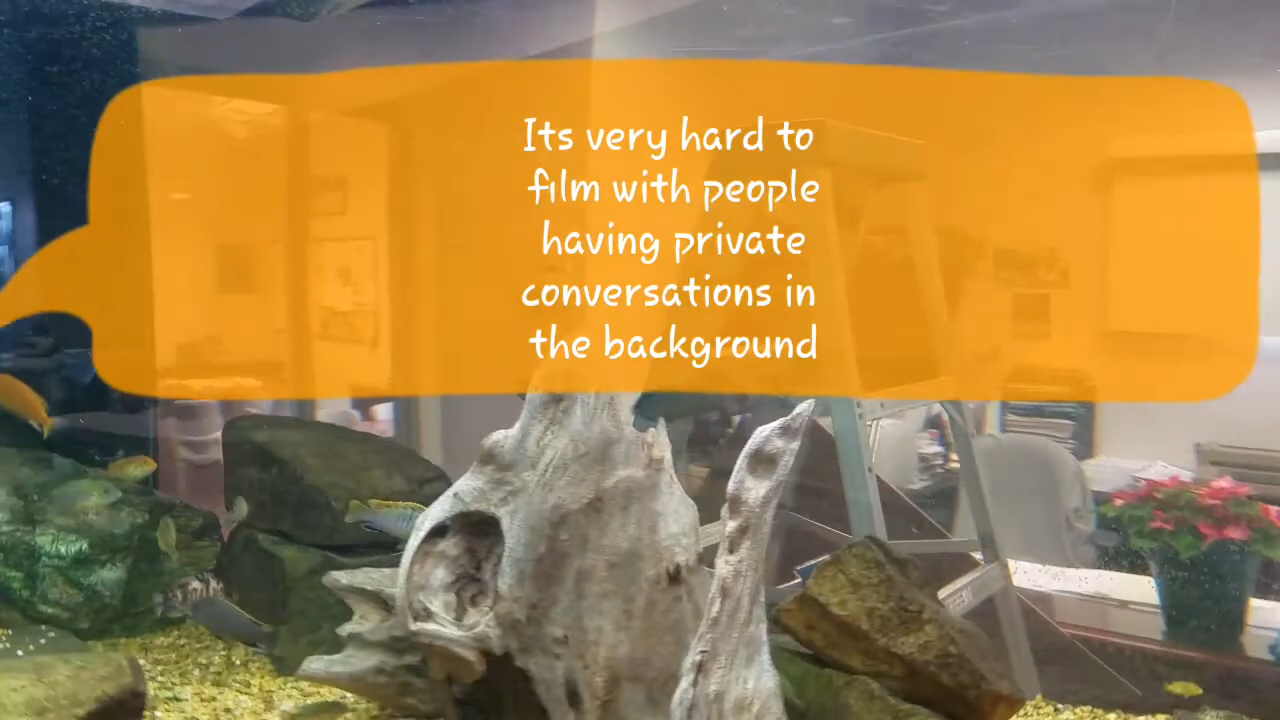 Its very hard to
film with people
having private
conversations in
the background